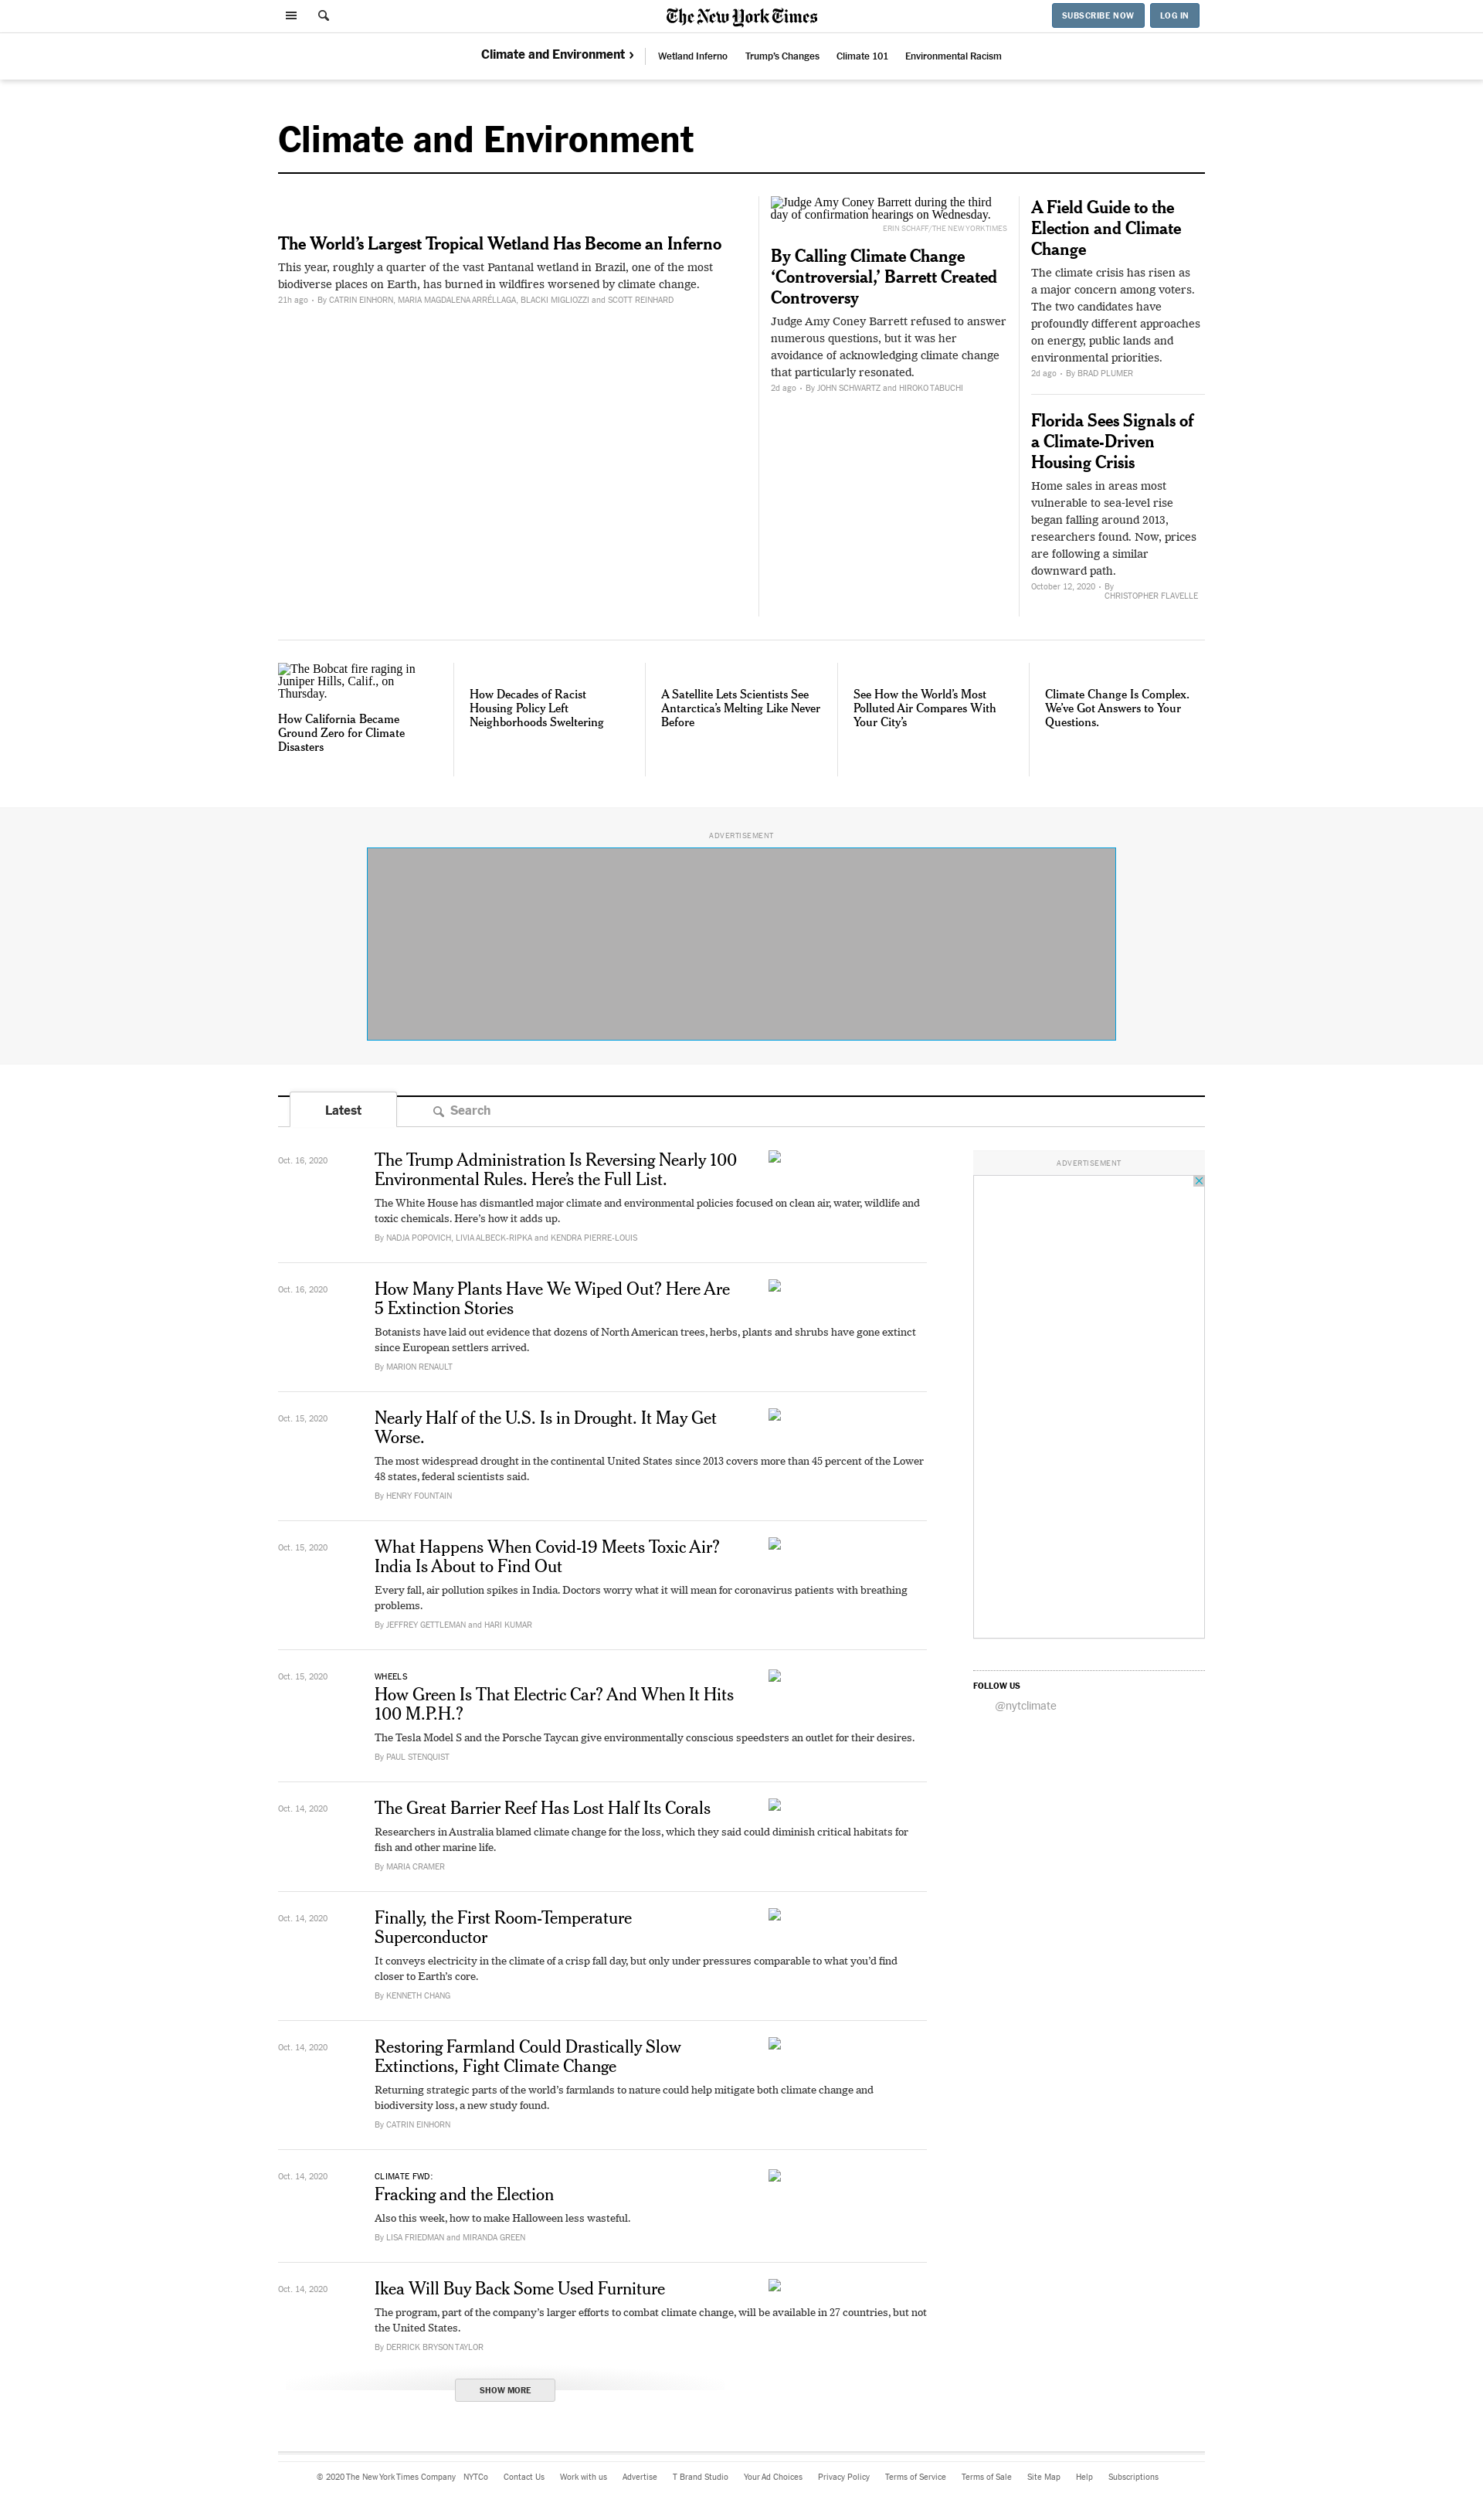 The New York Times
SUBSCRIBE NOW
LOG IN
Climate and Environment ›
Wetland Inferno
Trump's Changes
Climate 101
Environmental Racism
Climate and Environment
The World's Largest Tropical Wetland Has Become an Inferno
This year, roughly a quarter of the vast Pantanal wetland in Brazil, one of the most
biodiverse places on Earth, has burned in wildfires worsened by climate change.
21h ago • By CATRIN EINHORN, MARIA MAGDALENA ARRÉLLAGA, BLACKI MIGLIOZZI and SCOTT REINHARD
Judge Amy Coney Barrett during the third
day of confirmation hearings on Wednesday.
ERIN SCHAFF/THE NEW YORK TIMES
By Calling Climate Change
‘Controversial,’ Barrett Created
Controversy
Judge Amy Coney Barrett refused to answer
numerous questions, but it was her
avoidance of acknowledging climate change
that particularly resonated.
2d ago • By JOHN SCHWARTZ and HIROKO TABUCHI
A Field Guide to the
Election and Climate
Change
The climate crisis has risen as
a major concern among voters.
The two candidates have
profoundly different approaches
on energy, public lands and
environmental priorities.
2d ago • By BRAD PLUMER
Florida Sees Signals of
a Climate-Driven
Housing Crisis
Home sales in areas most
vulnerable to sea-level rise
began falling around 2013,
researchers found. Now, prices
are following a similar
downward path.
October 12, 2020 • By
CHRISTOPHER FLAVELLE
The Bobcat fire raging in
Juniper Hills, Calif., on
Thursday.
How California Became
Ground Zero for Climate
Disasters
How Decades of Racist
Housing Policy Left
Neighborhoods Sweltering
A Satellite Lets Scientists See
Antarctica's Melting Like Never
Before
See How the World's Most
Polluted Air Compares With
Your City's
Climate Change Is Complex.
We've Got Answers to Your
Questions.
ADVERTISEMENT
Latest
Search
Oct. 16, 2020
The Trump Administration Is Reversing Nearly 100
Environmental Rules. Here's the Full List.
The White House has dismantled major climate and environmental policies focused on clean air, water, wildlife and
toxic chemicals. Here's how it adds up.
By NADJA POPOVICH, LIVIA ALBECK-RIPKA and KENDRA PIERRE-LOUIS
Oct. 16, 2020
How Many Plants Have We Wiped Out? Here Are
5 Extinction Stories
Botanists have laid out evidence that dozens of North American trees, herbs, plants and shrubs have gone extinct
since European settlers arrived.
By MARION RENAULT
Oct. 15, 2020
Nearly Half of the U.S. Is in Drought. It May Get
Worse.
The most widespread drought in the continental United States since 2013 covers more than 45 percent of the Lower
48 states, federal scientists said.
By HENRY FOUNTAIN
Oct. 15, 2020
What Happens When Covid-19 Meets Toxic Air?
India Is About to Find Out
Every fall, air pollution spikes in India. Doctors worry what it will mean for coronavirus patients with breathing
problems.
By JEFFREY GETTLEMAN and HARI KUMAR
Oct. 15, 2020
WHEELS
How Green Is That Electric Car? And When It Hits
100 M.P.H.?
The Tesla Model S and the Porsche Taycan give environmentally conscious speedsters an outlet for their desires.
By PAUL STENQUIST
Oct. 14, 2020
The Great Barrier Reef Has Lost Half Its Corals
Researchers in Australia blamed climate change for the loss, which they said could diminish critical habitats for
fish and other marine life.
By MARIA CRAMER
Oct. 14, 2020
Finally, the First Room-Temperature
Superconductor
It conveys electricity in the climate of a crisp fall day, but only under pressures comparable to what you'd find
closer to Earth's core.
By KENNETH CHANG
Oct. 14, 2020
Restoring Farmland Could Drastically Slow
Extinctions, Fight Climate Change
Returning strategic parts of the world's farmlands to nature could help mitigate both climate change and
biodiversity loss, a new study found.
By CATRIN EINHORN
Oct. 14, 2020
CLIMATE FWD:
Fracking and the Election
Also this week, how to make Halloween less wasteful.
By LISA FRIEDMAN and MIRANDA GREEN
Oct. 14, 2020
Ikea Will Buy Back Some Used Furniture
The program, part of the company's larger efforts to combat climate change, will be available in 27 countries, but not
the United States.
By DERRICK BRYSON TAYLOR
SHOW MORE
ADVERTISEMENT
FOLLOW US
@nytclimate
© 2020 The New York Times Company
NYTCo
Contact Us
Work with us
Advertise
T Brand Studio
Your Ad Choices
Privacy Policy
Terms of Service
Terms of Sale
Site Map
Help
Subscriptions